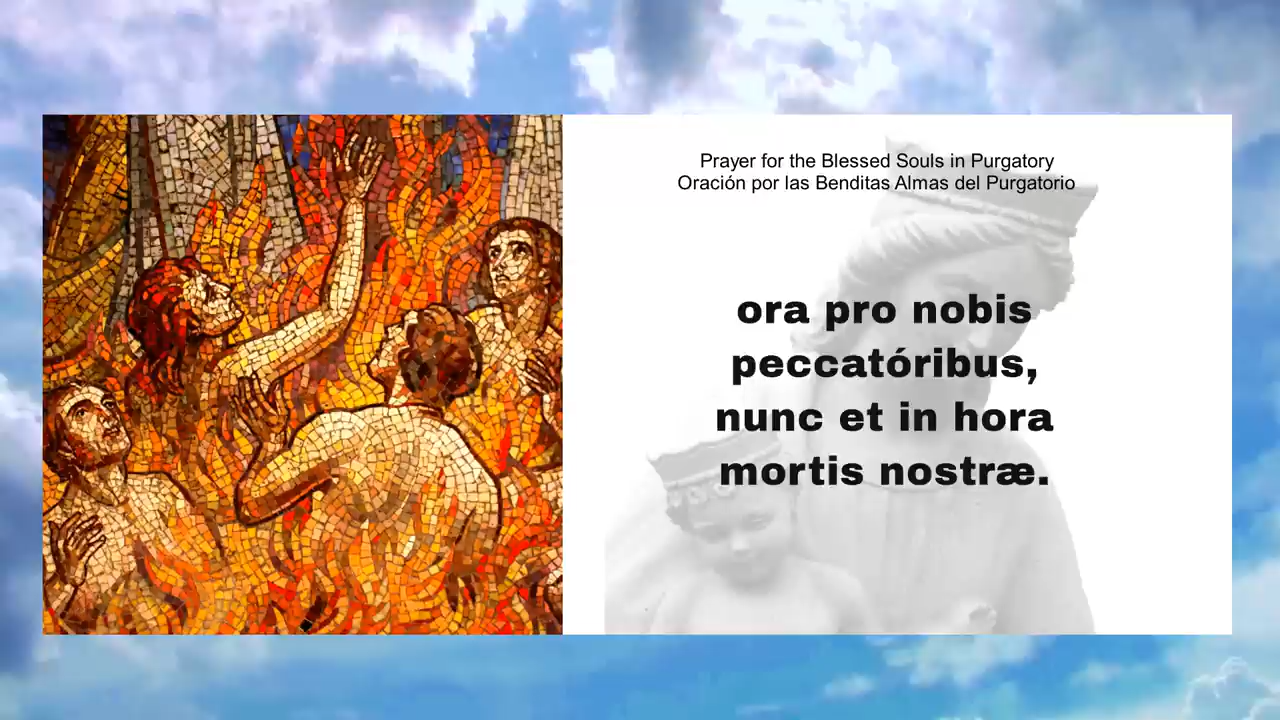 Prayer for the Blessed Souls in Purgatory
Oración por las Benditas Almas del Purgatorio
ora pro nobis
peccatóribus,
nunc et in hora
mortis nostræ.